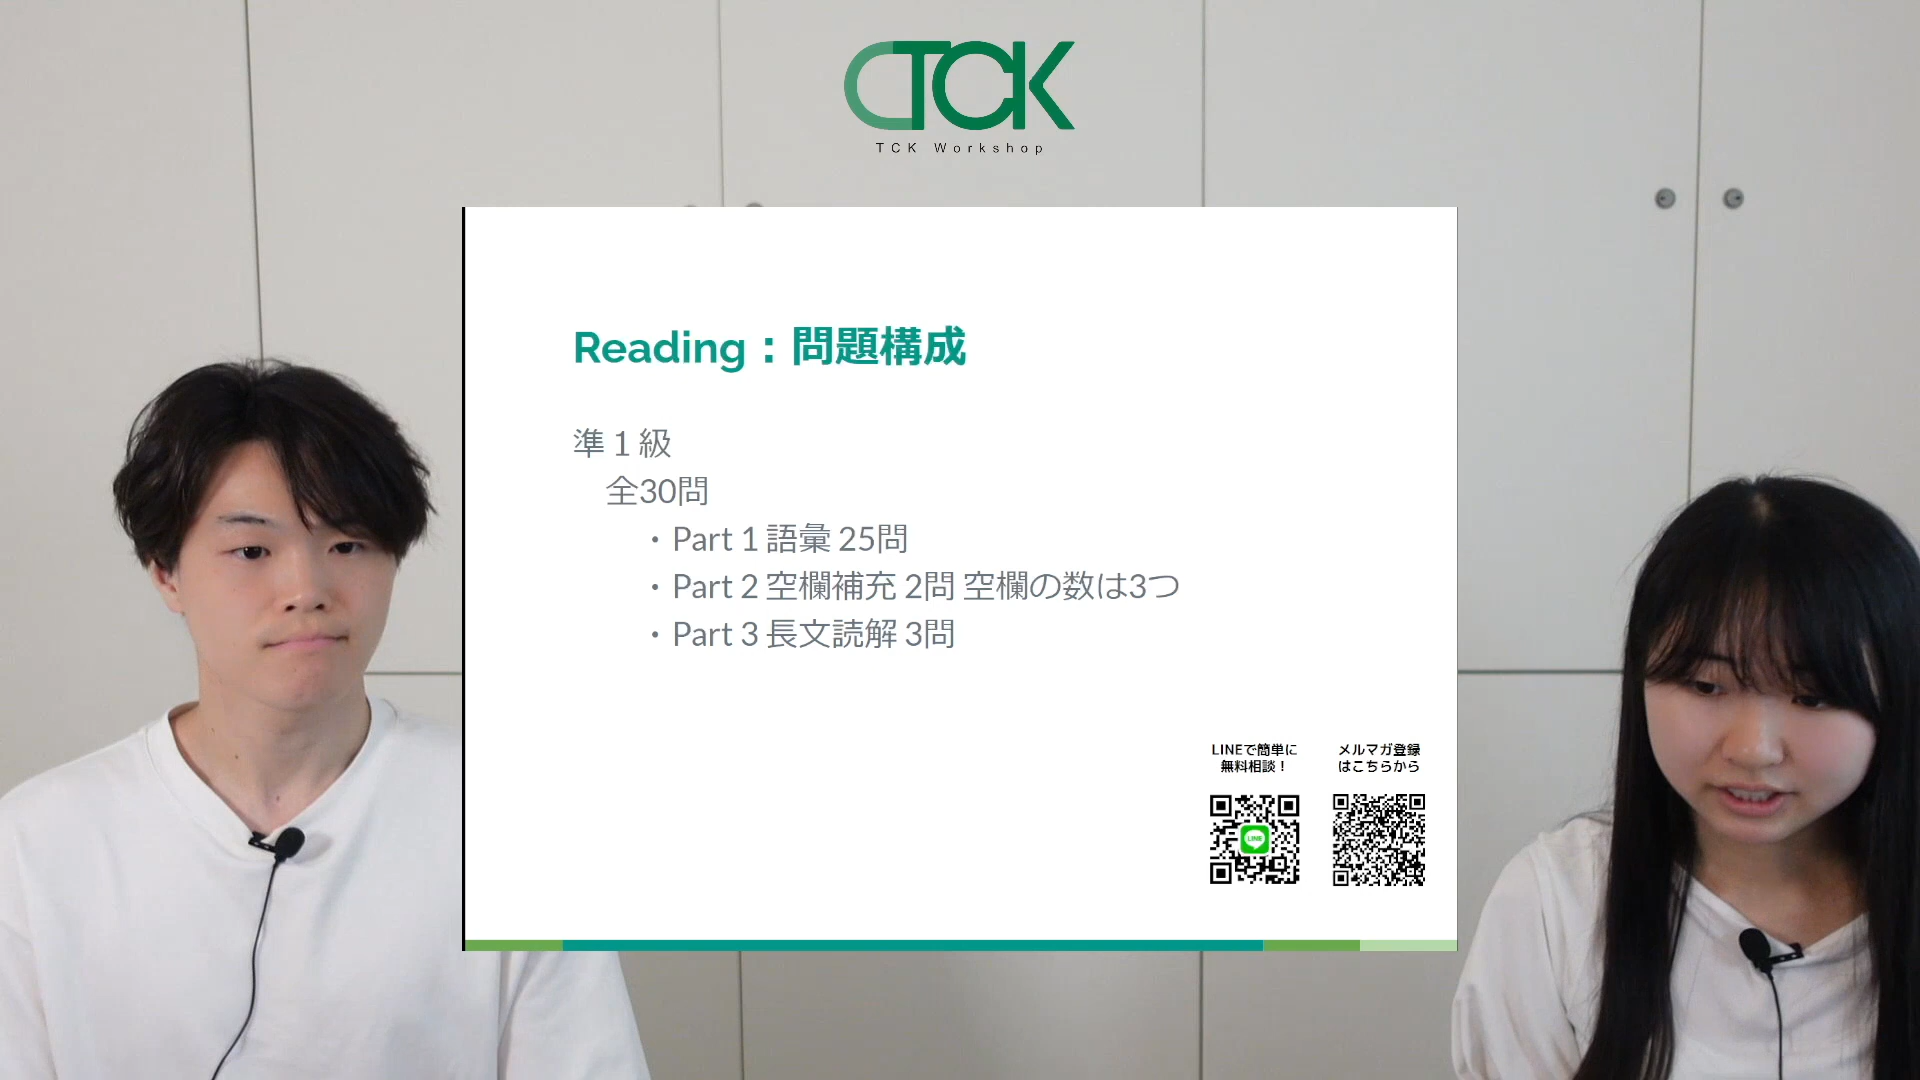 TCK
TCK Workshop
Reading：問題構成
準１級
全30問
・Part 1 語彙 25問
・Part 2 空欄補充 2問 空欄の数は3つ
・Part 3 長文読解 3問
LINEで簡単に
無料相談！
メルマガ登録
はこちらから
LINE